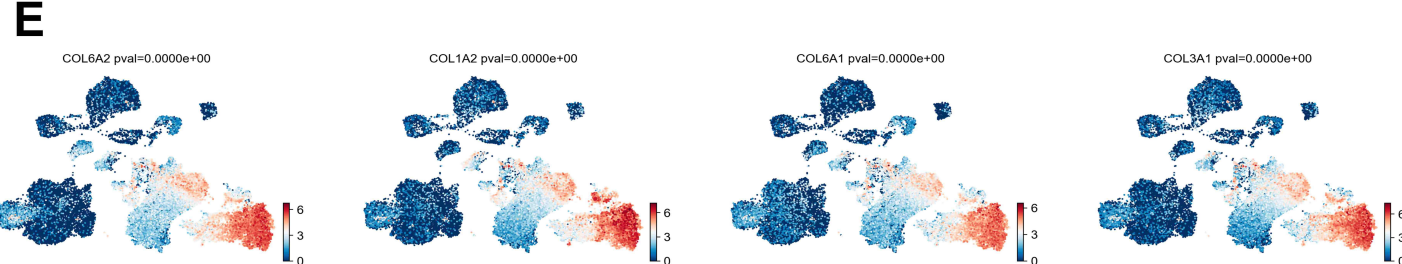 E
COL6A2 pval=0.0000e+00 COL1A2 pval=0.0000e+00 COL6A1 pval=0.0000e+00 COL3A1 pval=0.0000e+00
6 6 6 6
3 3 3 3
0 0 0 0